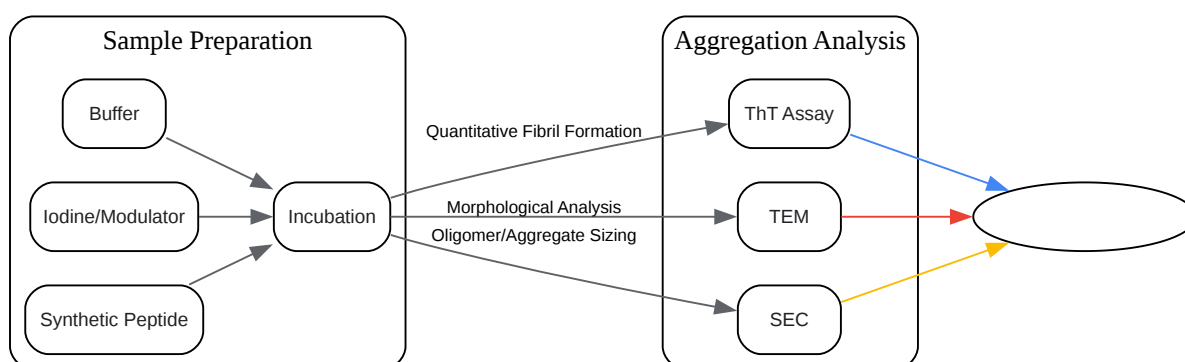 Sample Preparation
Aggregation Analysis
Buffer
ThT Assay
Quantitative Fibril Formation
Iodine/Modulator
Incubation
Morphological Analysis
TEM
Oligomer/Aggregate Sizing
Synthetic Peptide
SEC